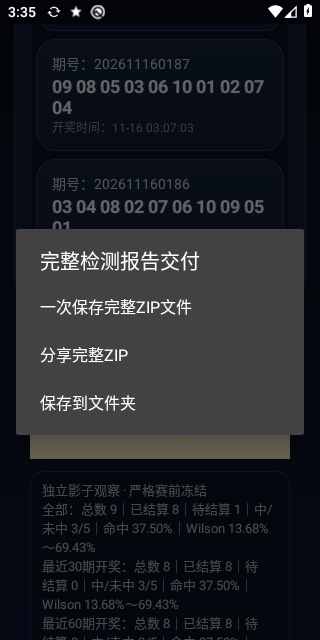 3:35
期号：202611160187
09 08 05 03 06 10 01 02 07
04
开奖时间：11-16 03:07:03
期号：202611160186
03 04 08 02 07 06 10 09 05
01
完整检测报告交付
一次保存完整ZIP文件
分享完整ZIP
保存到文件夹
独立影子观察 · 严格赛前冻结
全部：总数 9｜已结算 8｜待结算 1｜中/
未中 3/5｜命中 37.50%｜Wilson 13.68%
～69.43%
最近30期开奖：总数 8｜已结算 8｜待
结算 0｜中/未中 3/5｜命中 37.50%｜
Wilson 13.68%～69.43%
最近60期开奖：总数 8｜已结算 8｜待